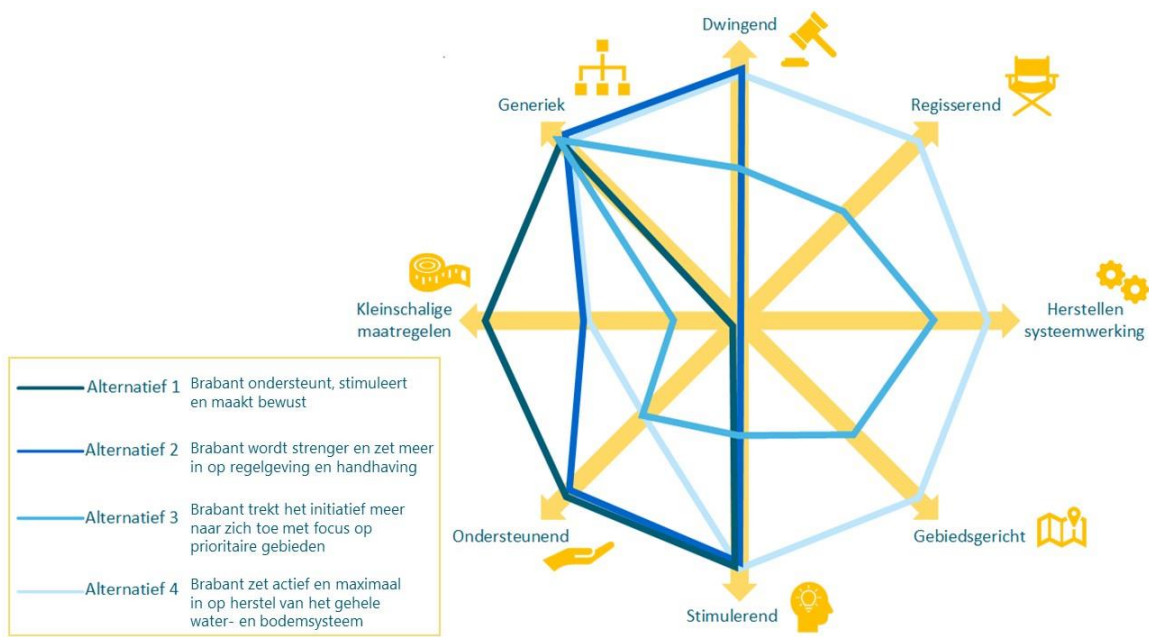 Dwingend
Generiek
Regisserend
Kleinschalige
maatregelen
Herstellen
systeemwerking
Ondersteunend
Gebiedsgericht
Stimulerend
Alternatief 1 Brabant ondersteunt, stimuleert
en maakt bewust
Alternatief 2 Brabant wordt strenger en zet meer
in op regelgeving en handhaving
Alternatief 3 Brabant trekt het initiatief meer
naar zich toe met focus op
prioritaire gebieden
Alternatief 4 Brabant zet actief en maximaal
in op herstel van het gehele
water- en bodemsysteem